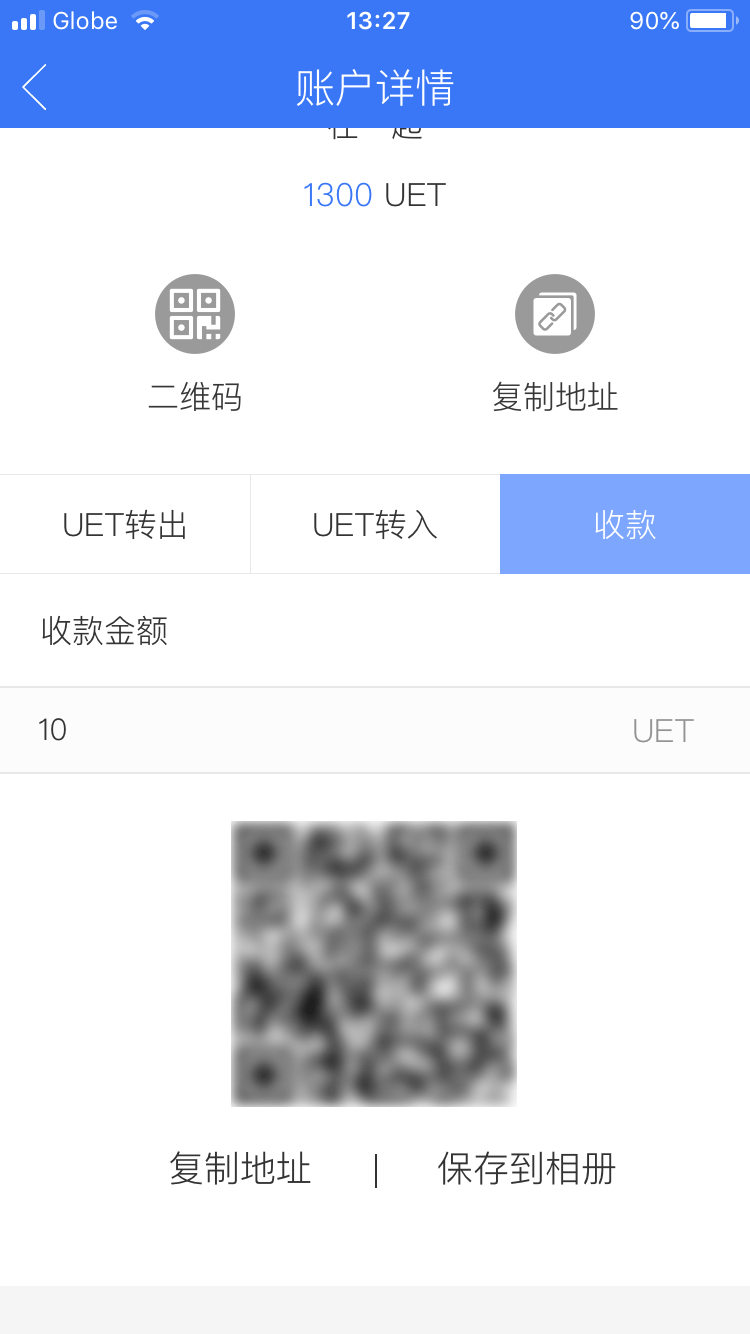 Globe 13:27 90%
账户详情
1300 UET
二维码 复制地址
UET转出 UET转入 收款
收款金额
10 UET
复制地址 | 保存到相册